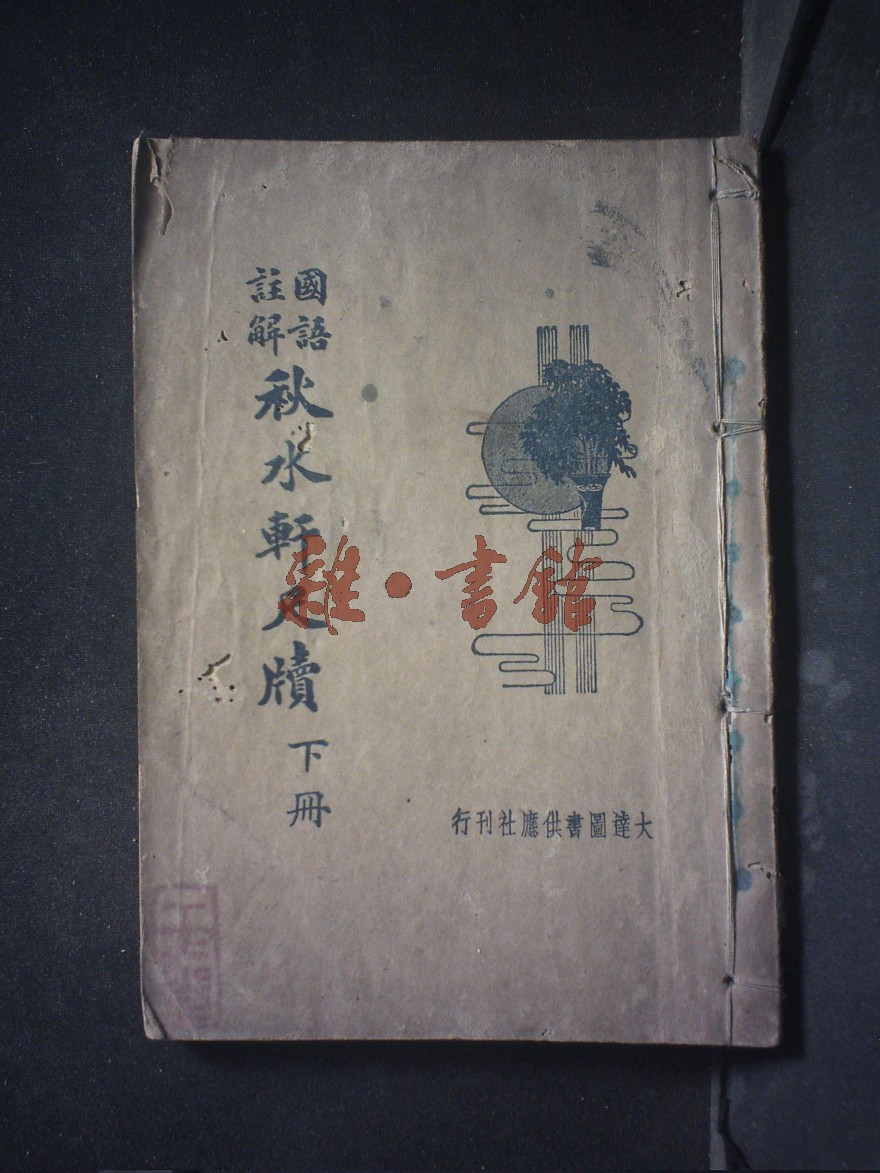 國語
註解
秋水軒尺牘
下冊
大達圖書供應社刊行
雜·書館